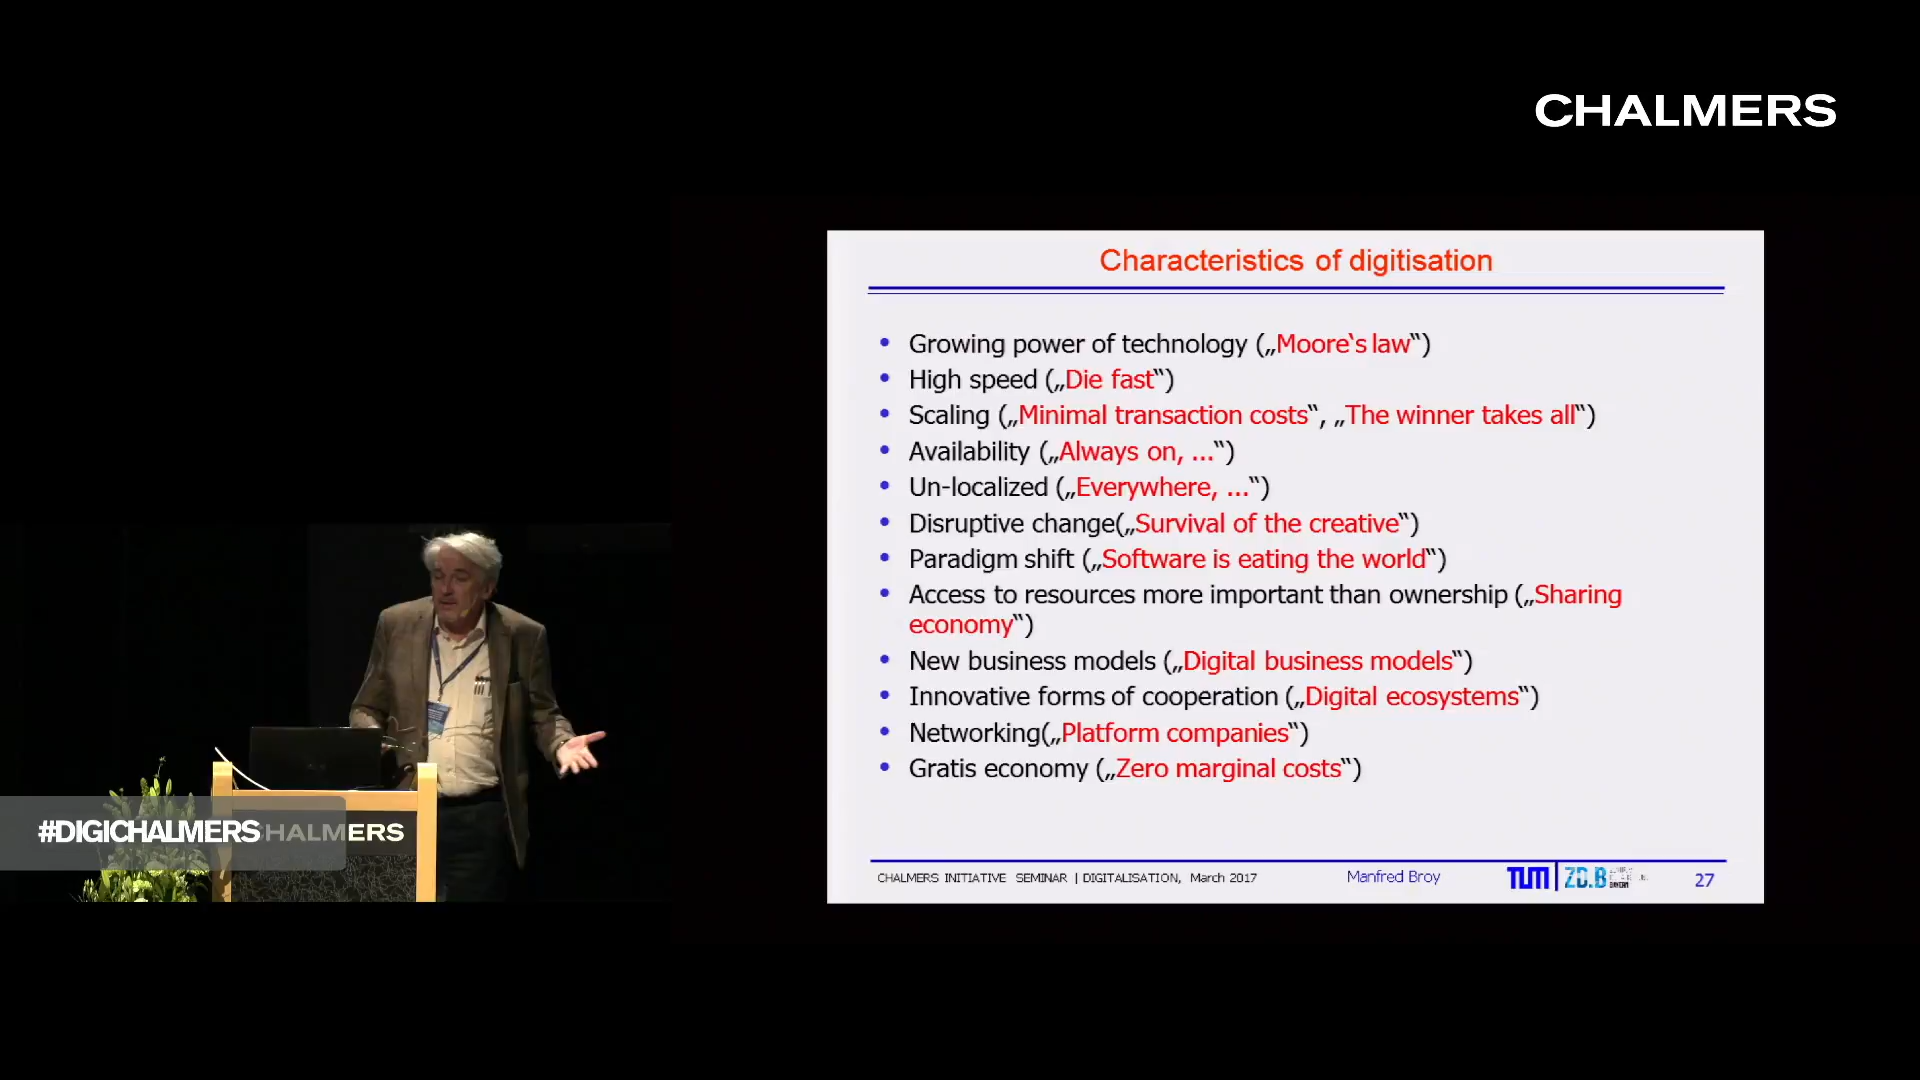 CHALMERS
Characteristics of digitisation
• Growing power of technology („Moore‘s law“)
• High speed („Die fast“)
• Scaling („Minimal transaction costs“, „The winner takes all“)
• Availability („Always on, ...“)
• Un-localized („Everywhere, ...“)
• Disruptive change(„Survival of the creative“)
• Paradigm shift („Software is eating the world“)
• Access to resources more important than ownership („Sharing
economy“)
• New business models („Digital business models“)
• Innovative forms of cooperation („Digital ecosystems“)
• Networking(„Platform companies“)
• Gratis economy („Zero marginal costs“)
CHALMERS INITIATIVE SEMINAR | DIGITALISATION, March 2017 Manfred Broy TUM ZD.B 27
#DIGICHALMERS
CHALMERS